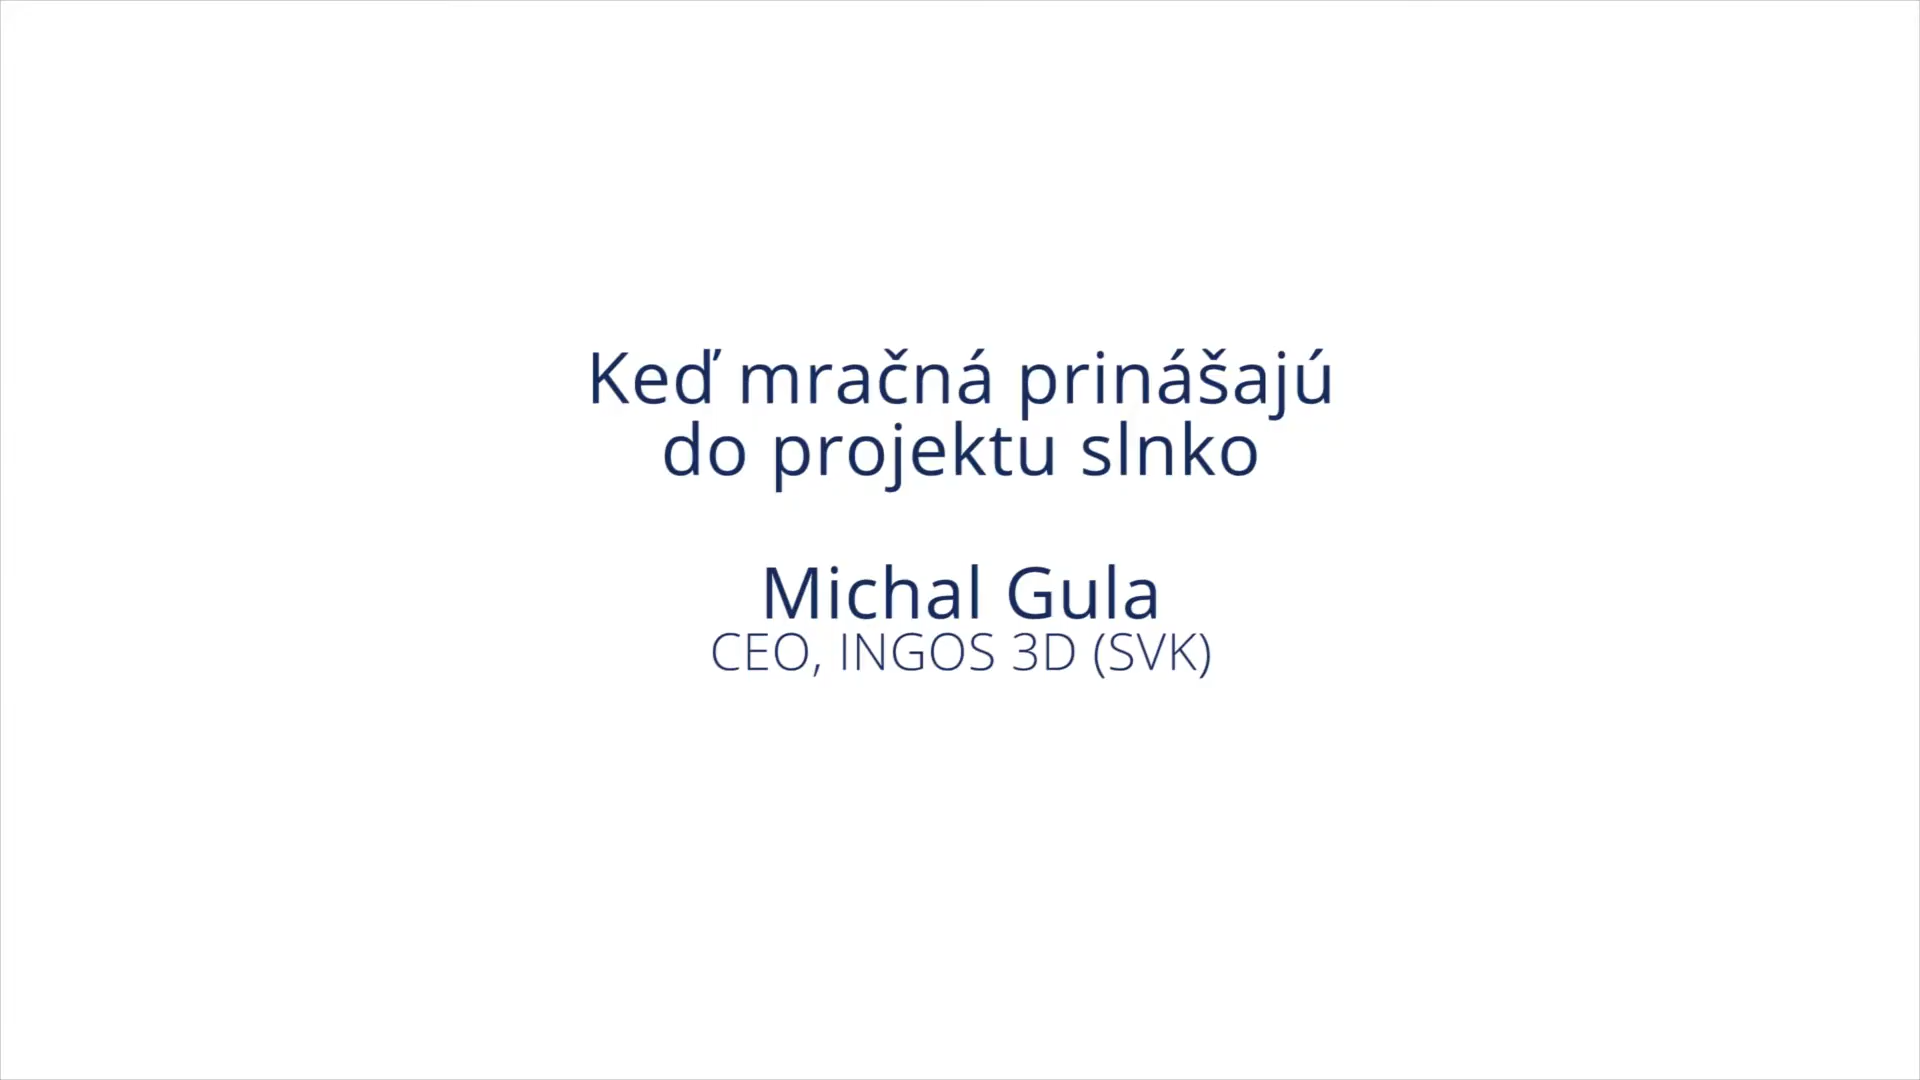 Keď mračná prinášajú
do projektu slnko
Michal Gula
CEO, INGOS 3D (SVK)